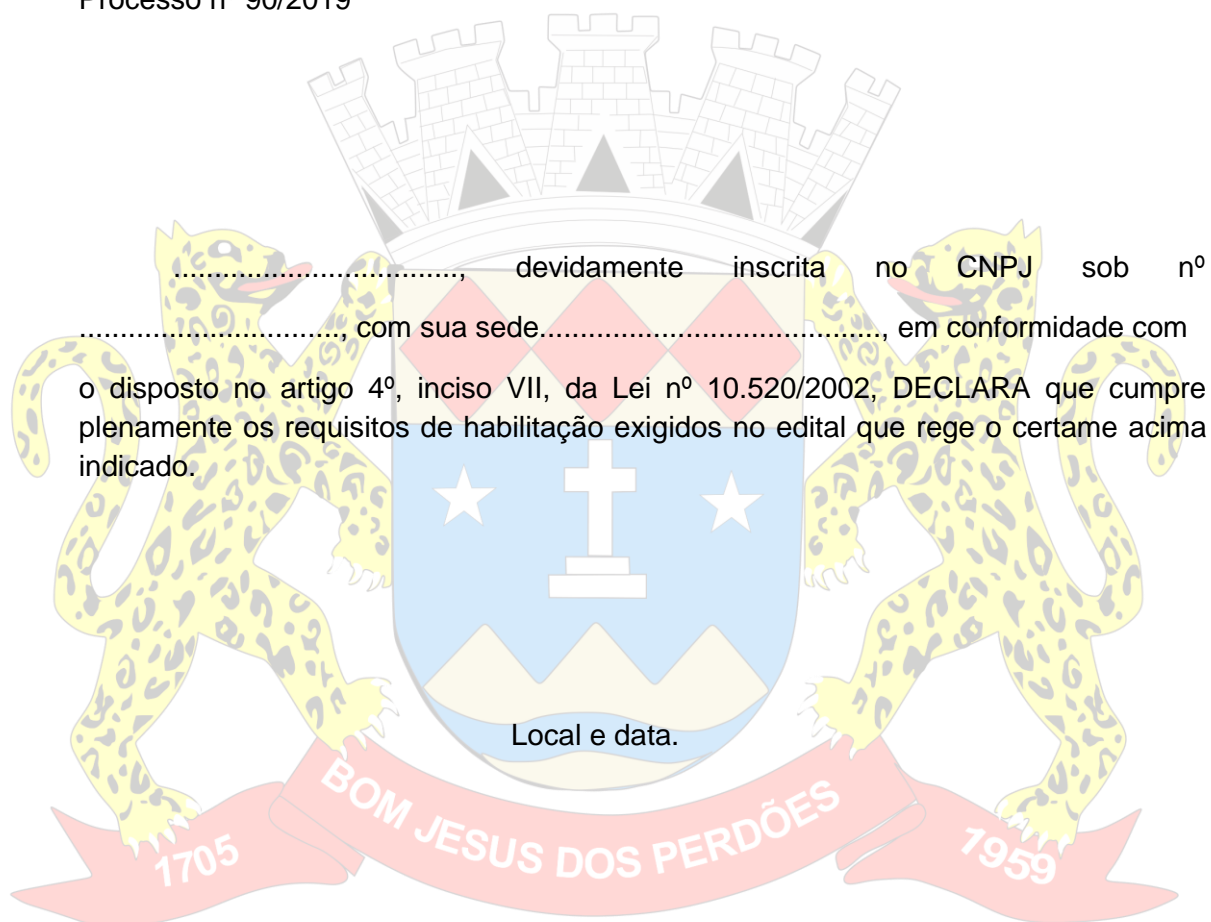 Processo nº 90/2019
..................................., devidamente inscrita no CNPJ sob nº
................................, com sua sede.........................................., em conformidade com
o disposto no artigo 4º, inciso VII, da Lei nº 10.520/2002, DECLARA que cumpre
plenamente os requisitos de habilitação exigidos no edital que rege o certame acima
indicado.
Local e data.
BOM JESUS DOS PERDÕES
1705
1959